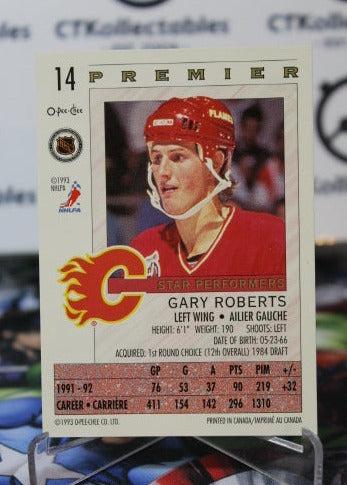 CTKollectables
14 PREMIER
O-Pee-Chee
©1993
NHLPA
NHLPA
FLAMES
STAR PERFORMERS
GARY ROBERTS
LEFT WING • AILIER GAUCHE
HEIGHT: 6'1" WEIGHT: 190 SHOOTS: LEFT
DATE OF BIRTH: 05-23-66
ACQUIRED: 1st ROUND CHOICE (12th OVERALL) 1984 DRAFT
GP G A PTS PIM +/-
1991 - 92 76 53 37 90 219 +32
CAREER • CARRIÈRE 411 154 142 296 1310
©1993 O-PEE-CHEE CO. LTD. PRINTED IN CANADA/IMPRIMÉ AU CANADA